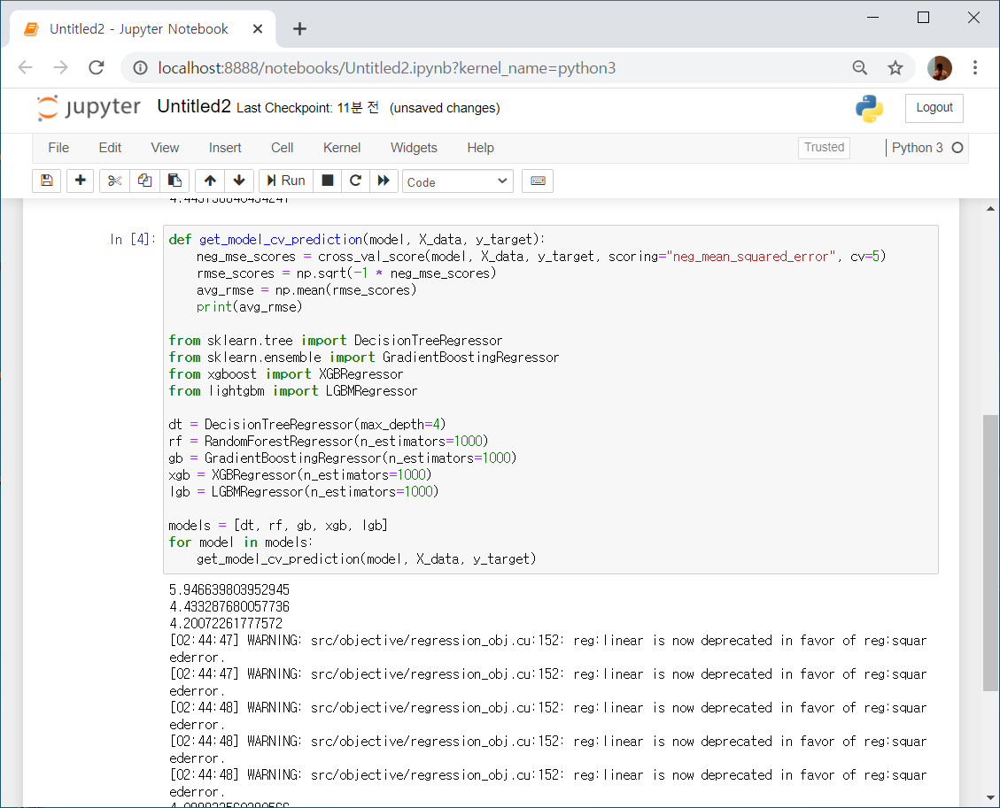 Untitled2 - Jupyter Notebook
localhost:8888/notebooks/Untitled2.ipynb?kernel_name=python3
jupyter Untitled2 Last Checkpoint: 11분 전 (unsaved changes) Logout
File Edit View Insert Cell Kernel Widgets Help Trusted Python 3
Run Code
In [4]: def get_model_cv_prediction(model, X_data, y_target):
    neg_mse_scores = cross_val_score(model, X_data, y_target, scoring="neg_mean_squared_error", cv=5)
    rmse_scores = np.sqrt(-1 * neg_mse_scores)
    avg_rmse = np.mean(rmse_scores)
    print(avg_rmse)
from sklearn.tree import DecisionTreeRegressor
from sklearn.ensemble import GradientBoostingRegressor
from xgboost import XGBRegressor
from lightgbm import LGBMRegressor
dt = DecisionTreeRegressor(max_depth=4)
rf = RandomForestRegressor(n_estimators=1000)
gb = GradientBoostingRegressor(n_estimators=1000)
xgb = XGBRegressor(n_estimators=1000)
lgb = LGBMRegressor(n_estimators=1000)
models = [dt, rf, gb, xgb, lgb]
for model in models:
    get_model_cv_prediction(model, X_data, y_target)
5.946639803952945
4.433287680057736
4.20072261777572
[02:44:47] WARNING: src/objective/regression_obj.cu:152: reg:linear is now deprecated in favor of reg:squar
ederror.
[02:44:47] WARNING: src/objective/regression_obj.cu:152: reg:linear is now deprecated in favor of reg:squar
ederror.
[02:44:48] WARNING: src/objective/regression_obj.cu:152: reg:linear is now deprecated in favor of reg:squar
ederror.
[02:44:48] WARNING: src/objective/regression_obj.cu:152: reg:linear is now deprecated in favor of reg:squar
ederror.
[02:44:48] WARNING: src/objective/regression_obj.cu:152: reg:linear is now deprecated in favor of reg:squar
ederror.